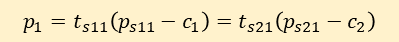 p₁ = tₛ₁₁(pₛ₁₁ − c₁) = tₛ₂₁(pₛ₂₁ − c₂)